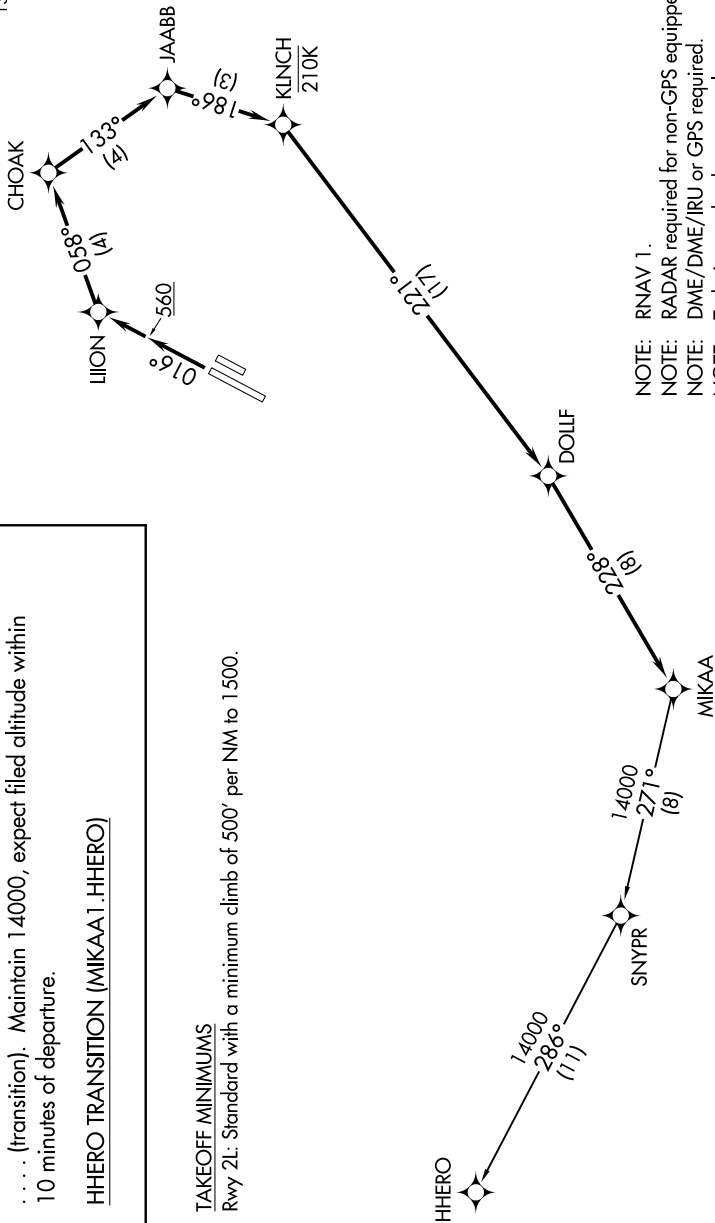 . . . . (transition). Maintain 14000, expect filed altitude within
10 minutes of departure.
HHERO TRANSITION (MIKAA1.HHERO)
TAKEOFF MINIMUMS
Rwy 2L: Standard with a minimum climb of 500' per NM to 1500.
CHOAK
JAABB
133°
(4)
186°
(3)
KLNCH
210K
058°
(4)
LIION
560
016°
221°
(17)
DOLLF
228°
(8)
MIKAA
14000
271°
(8)
SNYPR
14000
286°
(11)
HHERO
NOTE: RNAV 1.
NOTE: RADAR required for non-GPS equipped
NOTE: DME/DME/IRU or GPS required.